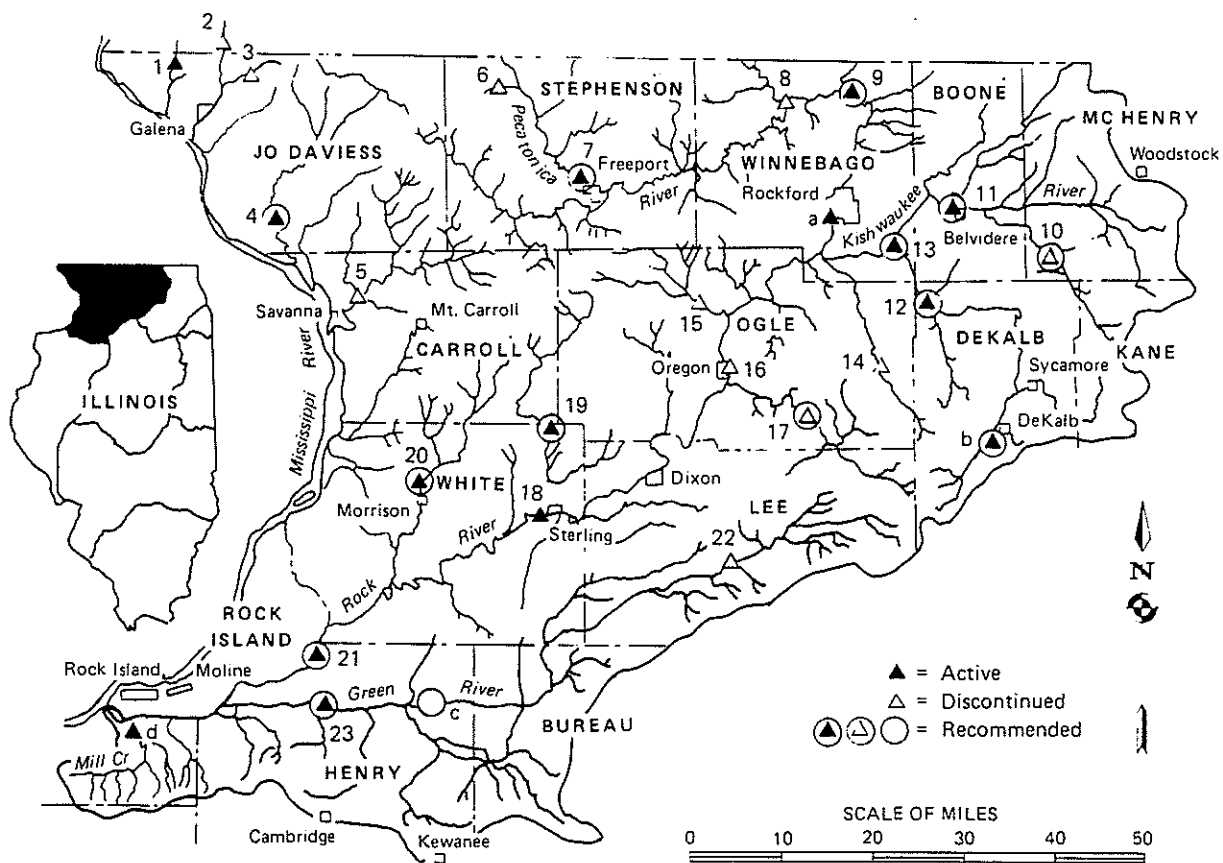 2
3
1
6
STEPHENSON
8
9
BOONE
MC HENRY
Galena
Pecatonica
Woodstock
JO DAVIESS
7
Freeport
WINNEBAGO
River
Rockford
Kishwaukee
11
River
4
a
10
Belvidere
13
5
Savanna
Mt. Carroll
15
OGLE
12
DEKALB
KANE
CARROLL
Oregon
16
14
Sycamore
ILLINOIS
Mississippi River
19
17
DeKalb
b
20
WHITE
Dixon
Morrison
18
LEE
River
Sterling
22
N
Rock
ROCK
ISLAND
21
Rock Island
Moline
Green
River
c
= Active
= Discontinued
= Recommended
d
23
BUREAU
Mill Cr
HENRY
Cambridge
Kewanee
SCALE OF MILES
0 10 20 30 40 50